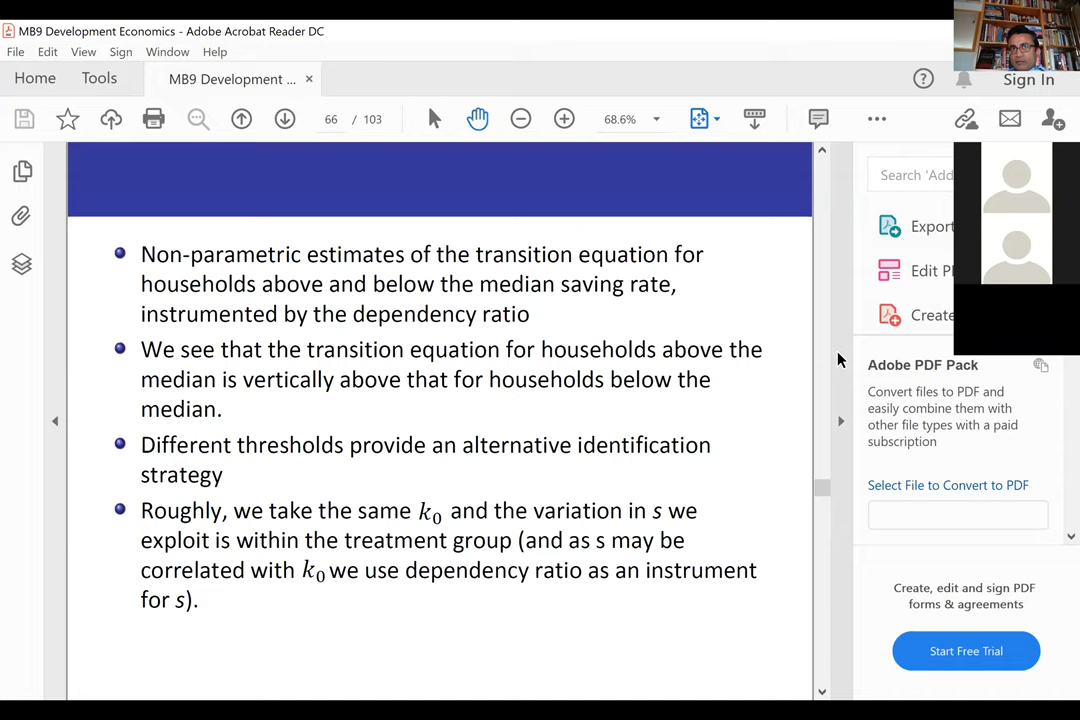 MB9 Development Economics - Adobe Acrobat Reader DC
File Edit View Sign Window Help
Home Tools MB9 Development ... × Sign In
66 / 103 68.6%
Search 'Add
Export
Edit P
Create
Non-parametric estimates of the transition equation for
households above and below the median saving rate,
instrumented by the dependency ratio
We see that the transition equation for households above the
median is vertically above that for households below the
median.
Different thresholds provide an alternative identification
strategy
Roughly, we take the same k₀ and the variation in s we
exploit is within the treatment group (and as s may be
correlated with k₀ we use dependency ratio as an instrument
for s).
Adobe PDF Pack
Convert files to PDF and
easily combine them with
other file types with a paid
subscription
Select File to Convert to PDF
Create, edit and sign PDF
forms & agreements
Start Free Trial